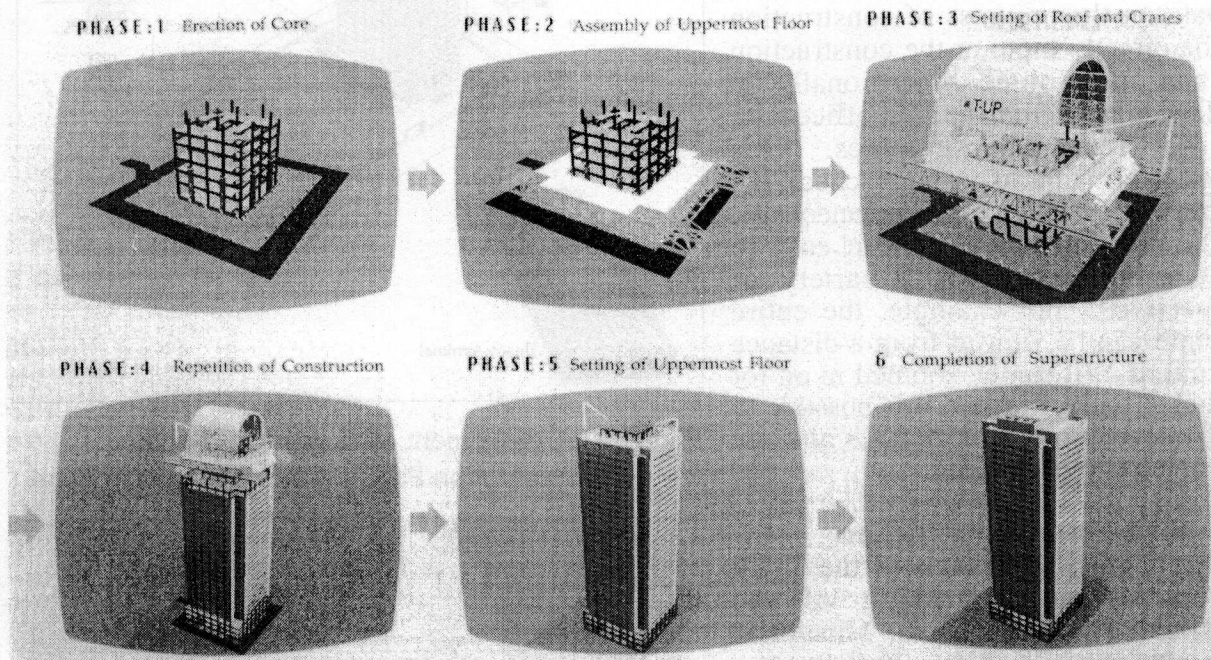 PHASE:1 Erection of Core
PHASE:2 Assembly of Uppermost Floor
PHASE:3 Setting of Roof and Cranes
T-UP
PHASE:4 Repetition of Construction
PHASE:5 Setting of Uppermost Floor
6 Completion of Superstructure